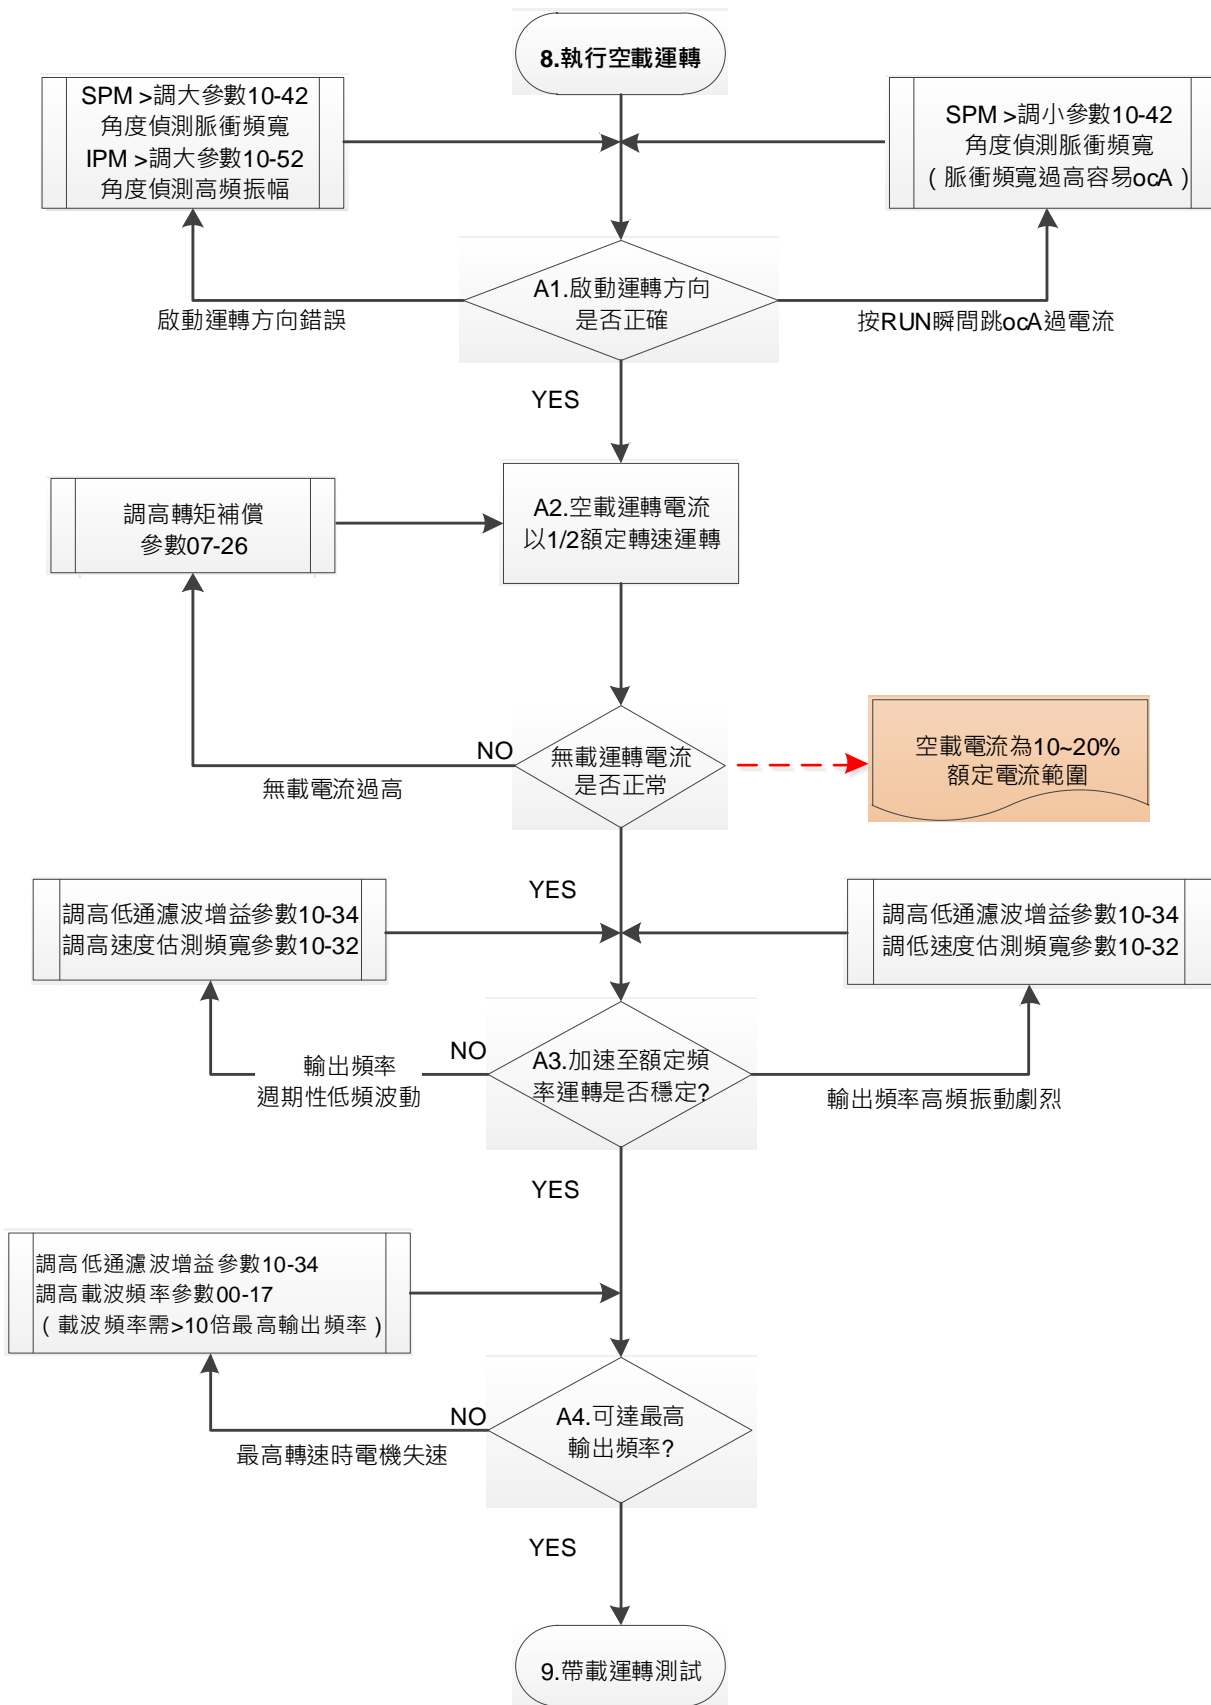 8.執行空載運轉
SPM >調大參數10-42
角度偵測脈衝頻寬
IPM >調大參數10-52
角度偵測高頻振幅
SPM >調小參數10-42
角度偵測脈衝頻寬
(脈衝頻寬過高容易ocA)
A1.啟動運轉方向
是否正確
啟動運轉方向錯誤
按RUN瞬間跳ocA過電流
YES
調高轉矩補償
參數07-26
A2.空載運轉電流
以1/2額定轉速運轉
NO
無載運轉電流
是否正常
無載電流過高
空載電流為10~20%
額定電流範圍
YES
調高低通濾波增益參數10-34
調高速度估測頻寬參數10-32
調高低通濾波增益參數10-34
調低速度估測頻寬參數10-32
NO
A3.加速至額定頻
率運轉是否穩定?
輸出頻率
週期性低頻波動
輸出頻率高頻振動劇烈
YES
調高低通濾波增益參數10-34
調高載波頻率參數00-17
(載波頻率需>10倍最高輸出頻率)
NO
A4.可達最高
輸出頻率?
最高轉速時電機失速
YES
9.帶載運轉測試